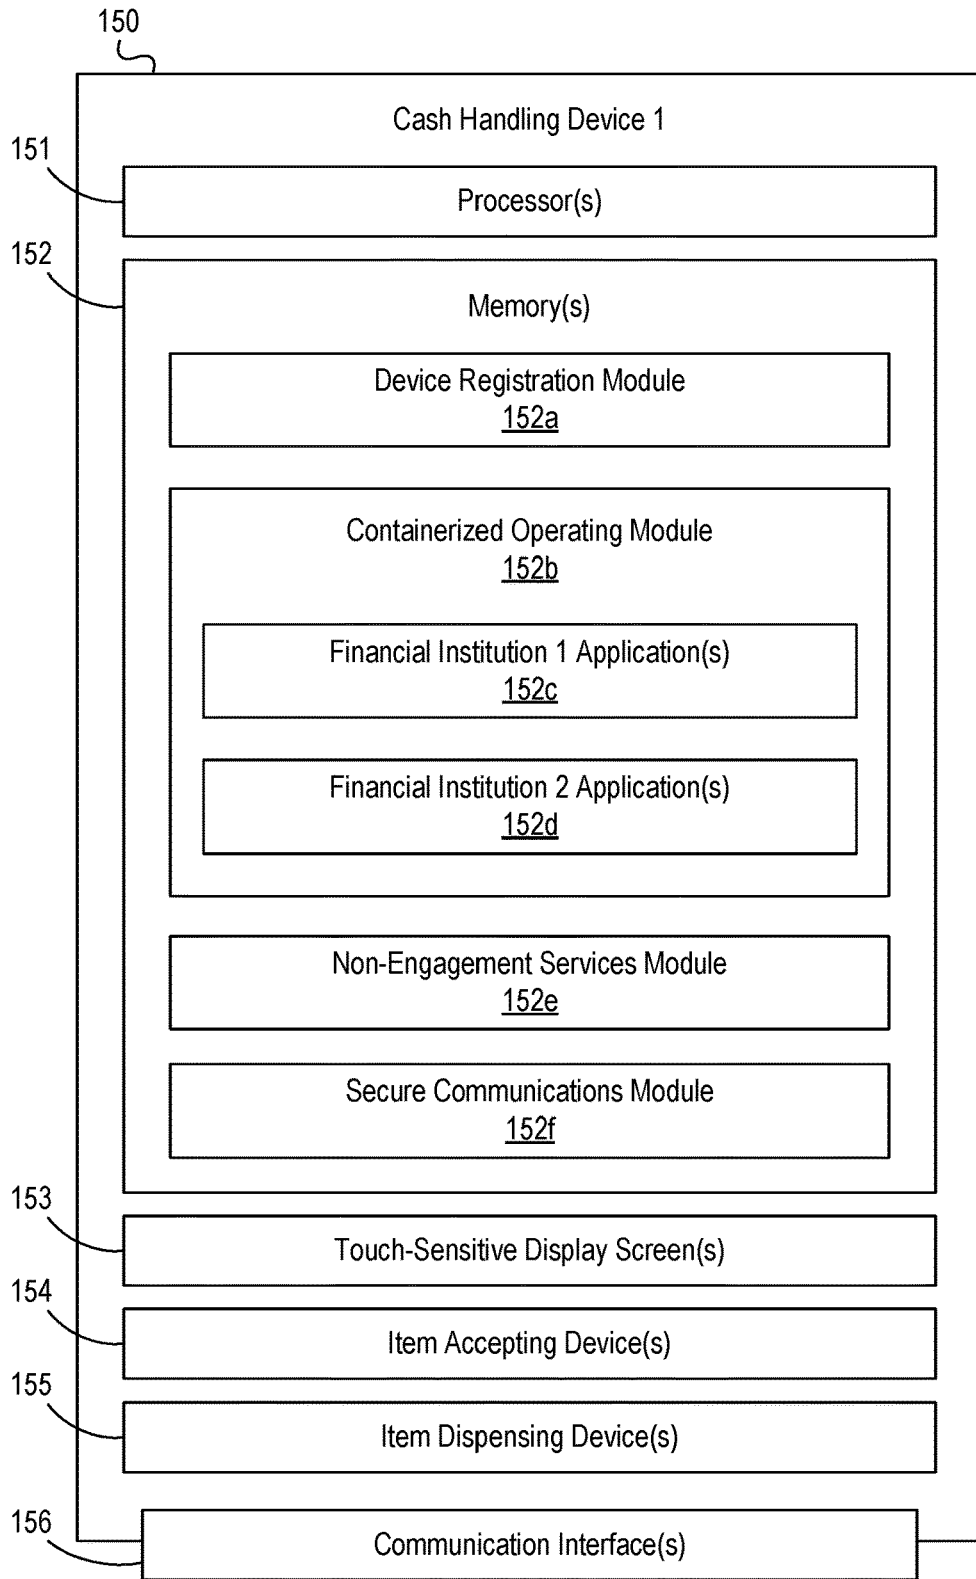 150
Cash Handling Device 1
151
Processor(s)
152
Memory(s)
Device Registration Module
152a
Containerized Operating Module
152b
Financial Institution 1 Application(s)
152c
Financial Institution 2 Application(s)
152d
Non-Engagement Services Module
152e
Secure Communications Module
152f
153
Touch-Sensitive Display Screen(s)
154
Item Accepting Device(s)
155
Item Dispensing Device(s)
156
Communication Interface(s)